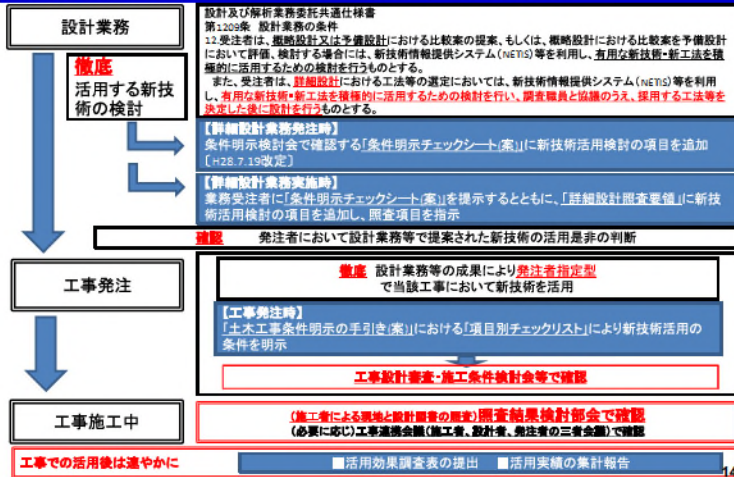 設計業務
徹底
活用する新技
術の検討
設計及び解析業務委託共通仕様書
第1209条 設計業務の条件
12.受注者は、概略設計又は予備設計における比較案の提案、もしくは、概略設計における比較案を予備設計
において評価、検討する場合には、新技術情報提供システム(NETIS)等を利用し、有用な新技術・新工法を積
極的に活用するための検討を行うものとする。
また、受注者は、詳細設計における工法等の選定においては、新技術情報提供システム(NETIS)等を利用
し、有用な新技術・新工法を積極的に活用するための検討を行い、調査職員と協議のうえ、採用する工法等を
決定した後に設計を行うものとする。
【詳細設計業務発注時】
条件明示検討会で確認する「条件明示チェックシート(案)」に新技術活用検討の項目を追加
〔H28.7.19改定〕
【詳細設計業務実施時】
業務受注者に「条件明示チェックシート(案)」を提示するとともに、「詳細設計照査要領」に新技
術活用検討の項目を追加し、照査項目を指示
確認 発注者において設計業務等で提案された新技術の活用是非の判断
工事発注
徹底 設計業務等の成果により発注者指定型
で当該工事において新技術を活用
【工事発注時】
「土木工事条件明示の手引き(案)」における「項目別チェックリスト」により新技術活用の
条件を明示
工事設計審査・施工条件検討会等で確認
工事施工中
(施工者による現地と設計図書の照査)照査結果検討部会で確認
(必要に応じ)工事連携会議(施工者、設計者、発注者の三者会議)で確認
工事での活用後は速やかに
■活用効果調査表の提出 ■活用実績の集計報告
14